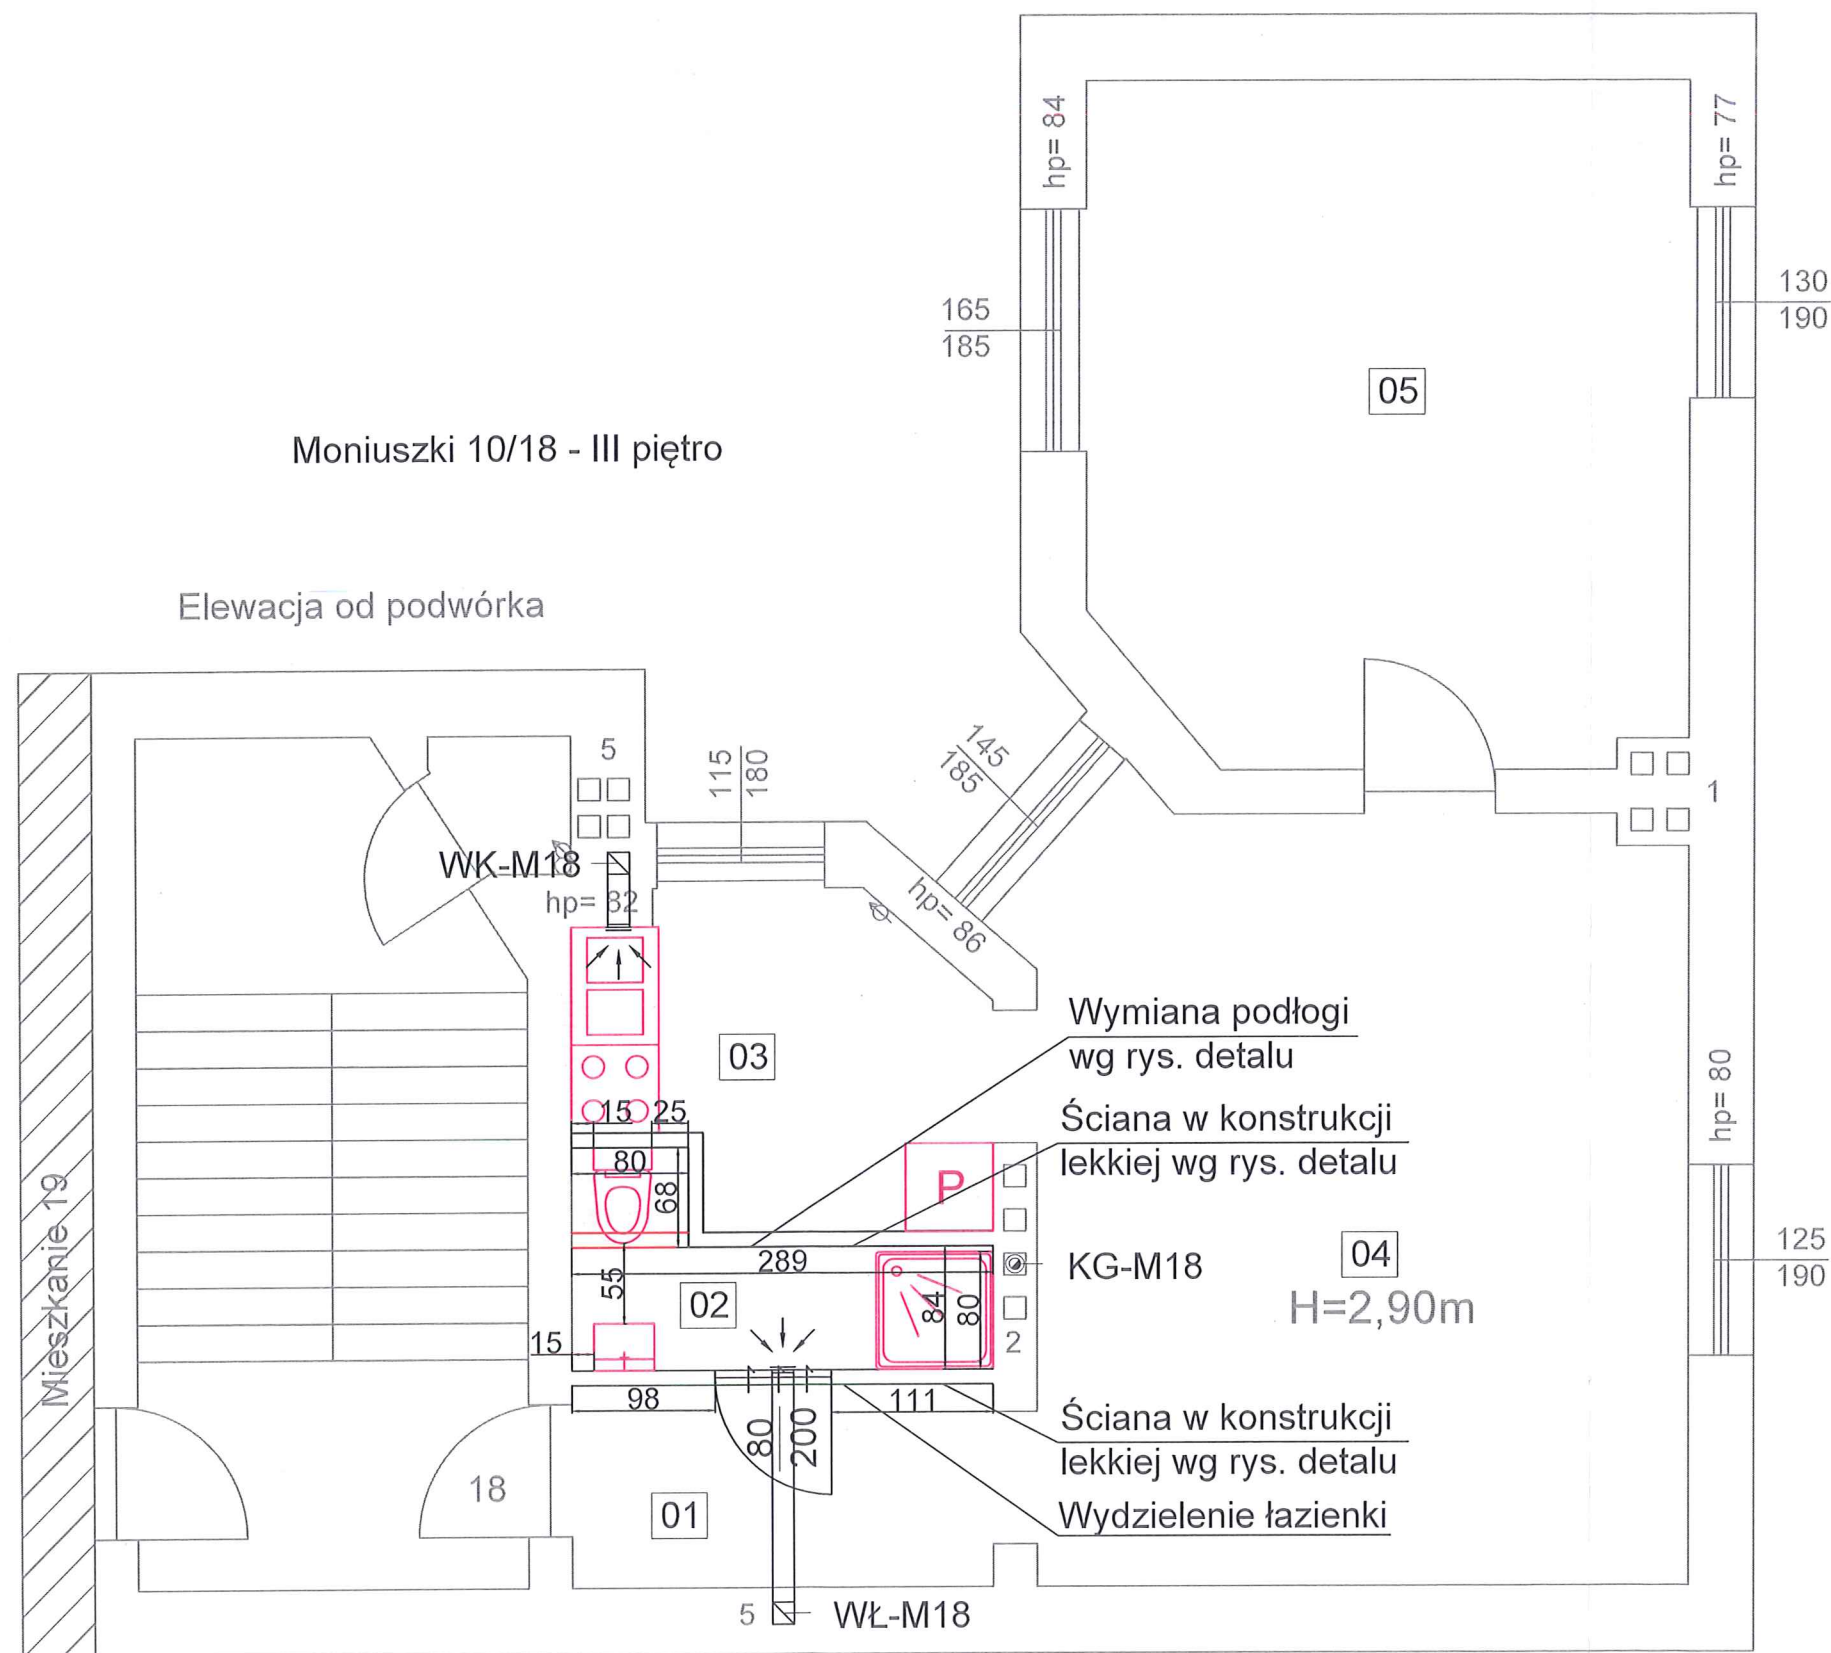 hp= 84
hp= 77
165
185
130
190
05
Moniuszki 10/18 - III piętro
Elewacja od podwórka
5
115
180
145
185
1
WK-M18
hp= 82
hp= 86
03
Wymiana podłogi
wg rys. detalu
hp= 80
15 25
80
68
Ściana w konstrukcji
lekkiej wg rys. detalu
P
Mieszkanie 19
289
55
02
84
80
KG-M18
04
H=2,90m
125
190
15
2
98
111
80
200
Ściana w konstrukcji
lekkiej wg rys. detalu
18
01
Wydzielenie łazienki
5
WŁ-M18